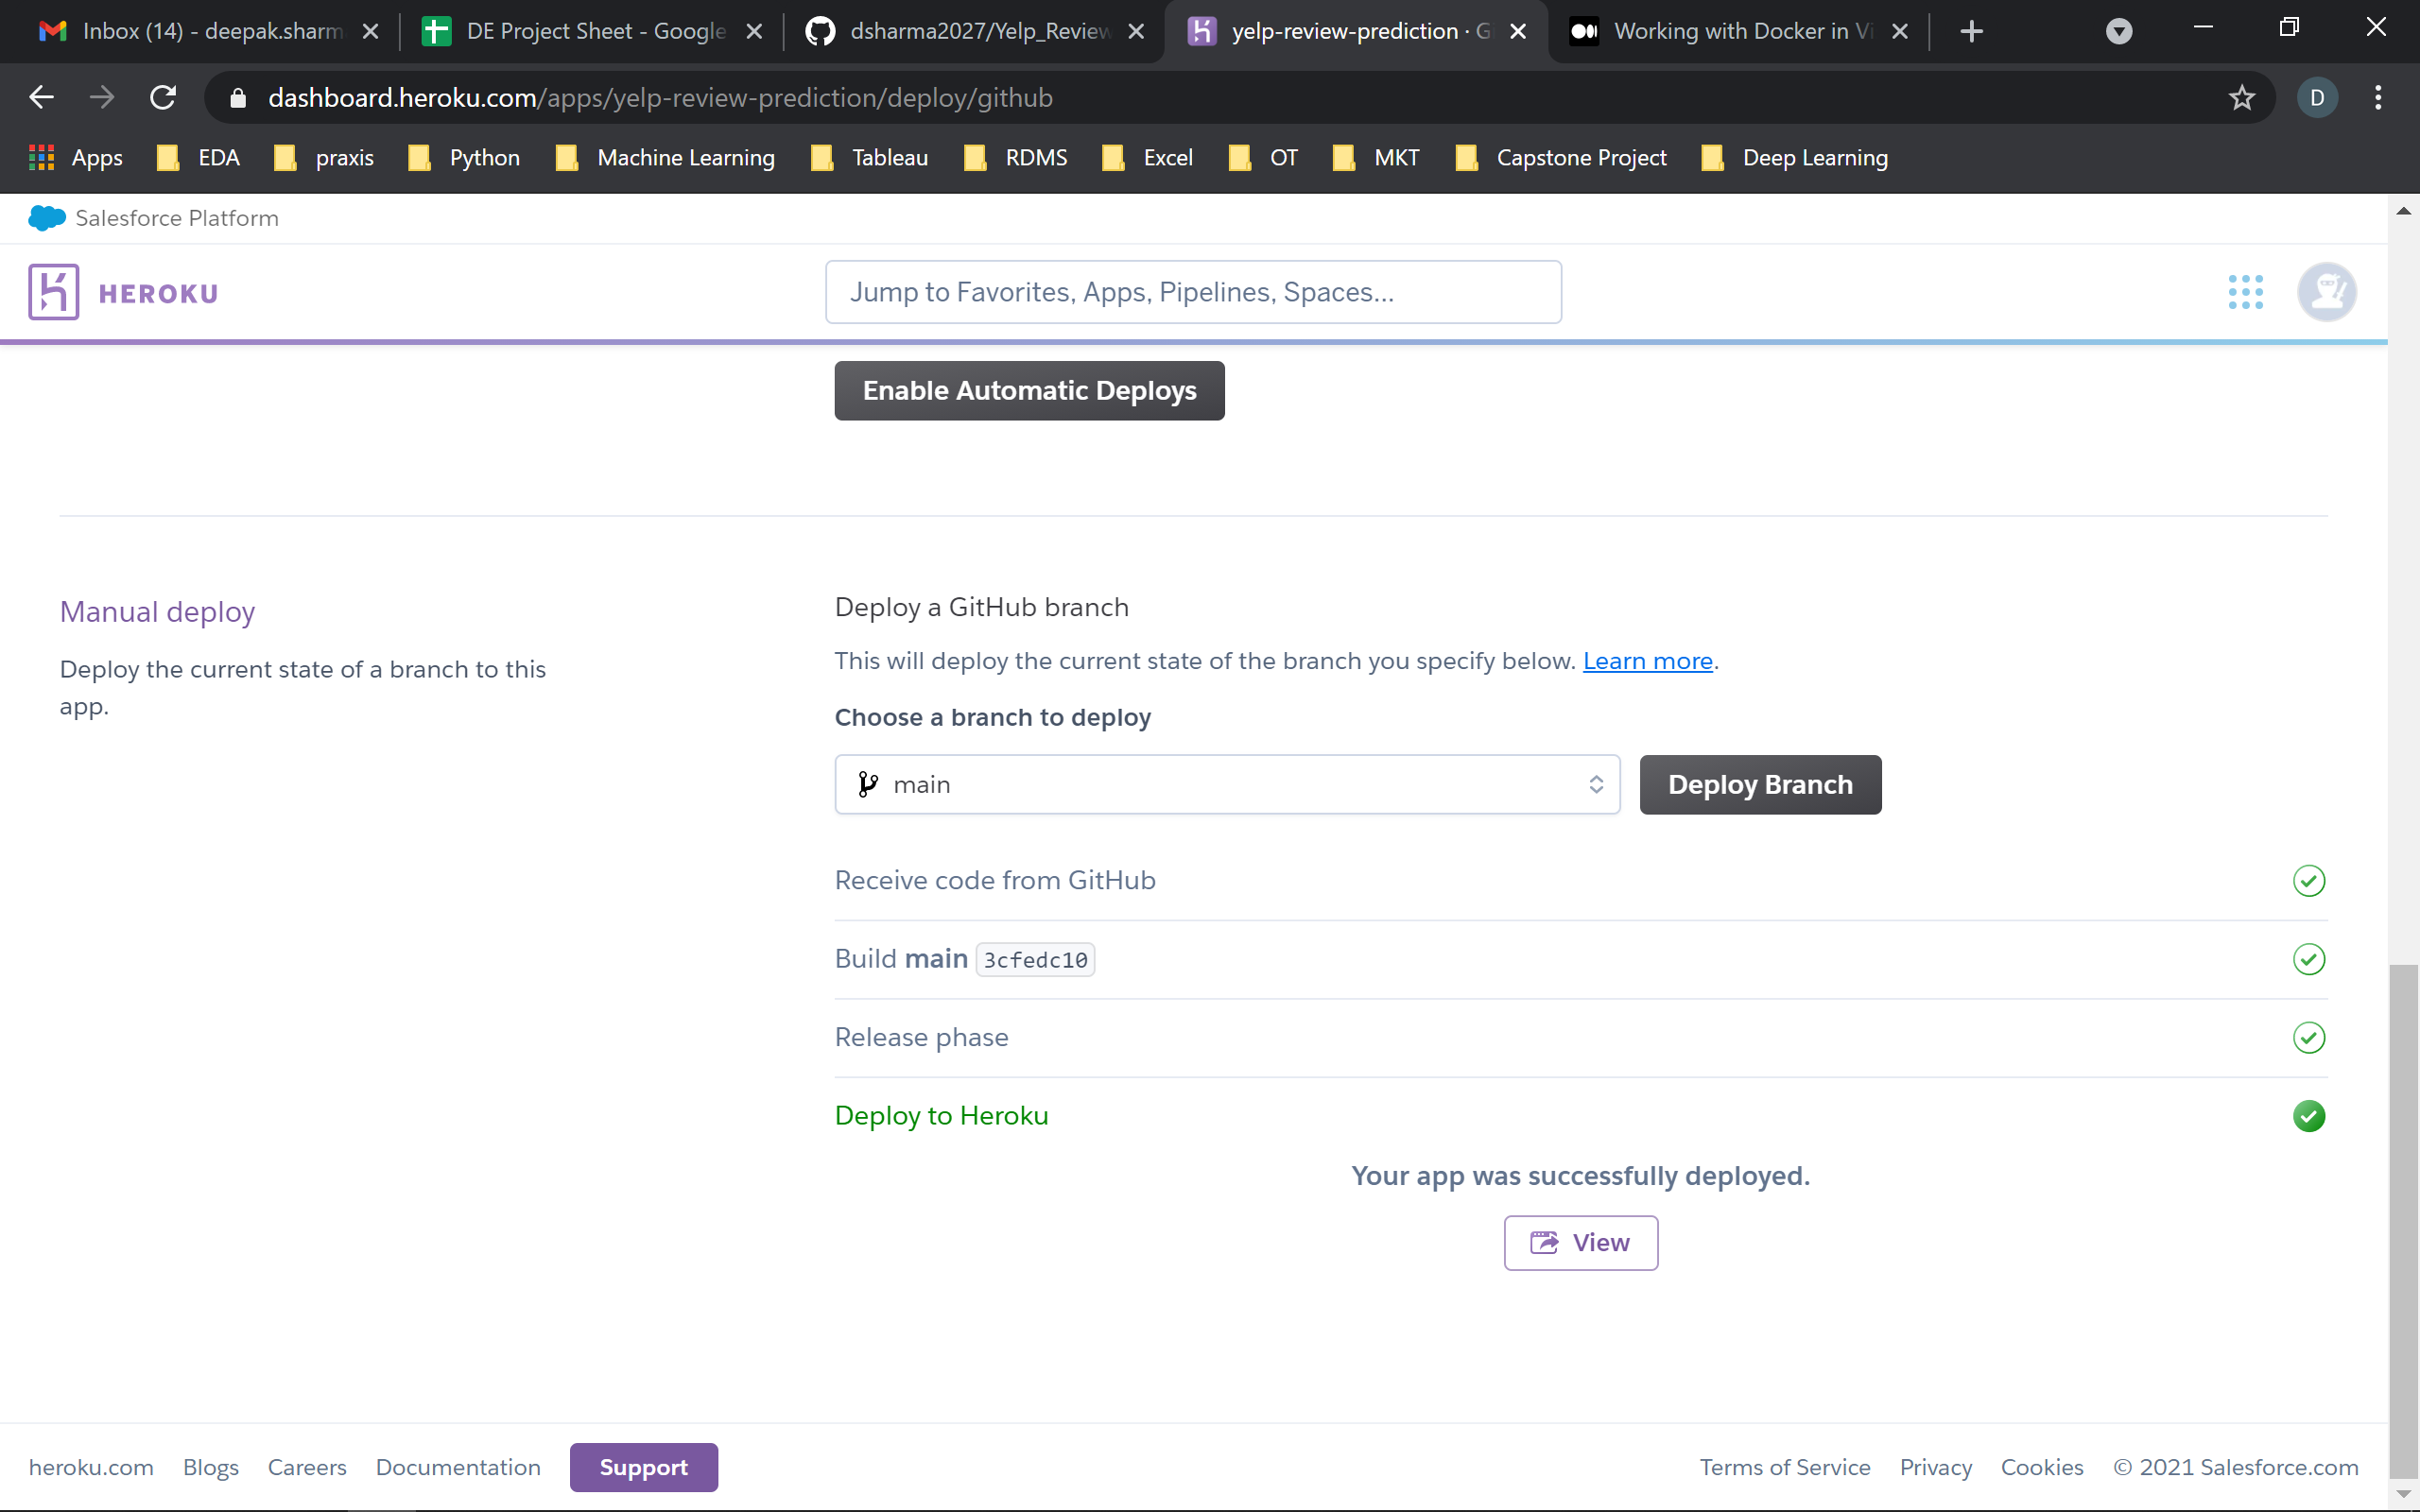 Inbox (14) - deepak.sharm
DE Project Sheet - Google
dsharma2027/Yelp_Review
yelp-review-prediction · G
Working with Docker in Vi
dashboard.heroku.com/apps/yelp-review-prediction/deploy/github
D
Apps EDA praxis Python Machine Learning Tableau RDMS Excel OT MKT Capstone Project Deep Learning
Salesforce Platform
HEROKU
Jump to Favorites, Apps, Pipelines, Spaces...
Enable Automatic Deploys
Manual deploy
Deploy the current state of a branch to this
app.
Deploy a GitHub branch
This will deploy the current state of the branch you specify below. Learn more.
Choose a branch to deploy
main
Deploy Branch
Receive code from GitHub
Build main 3cfedc10
Release phase
Deploy to Heroku
Your app was successfully deployed.
View
heroku.com Blogs Careers Documentation Support Terms of Service Privacy Cookies © 2021 Salesforce.com